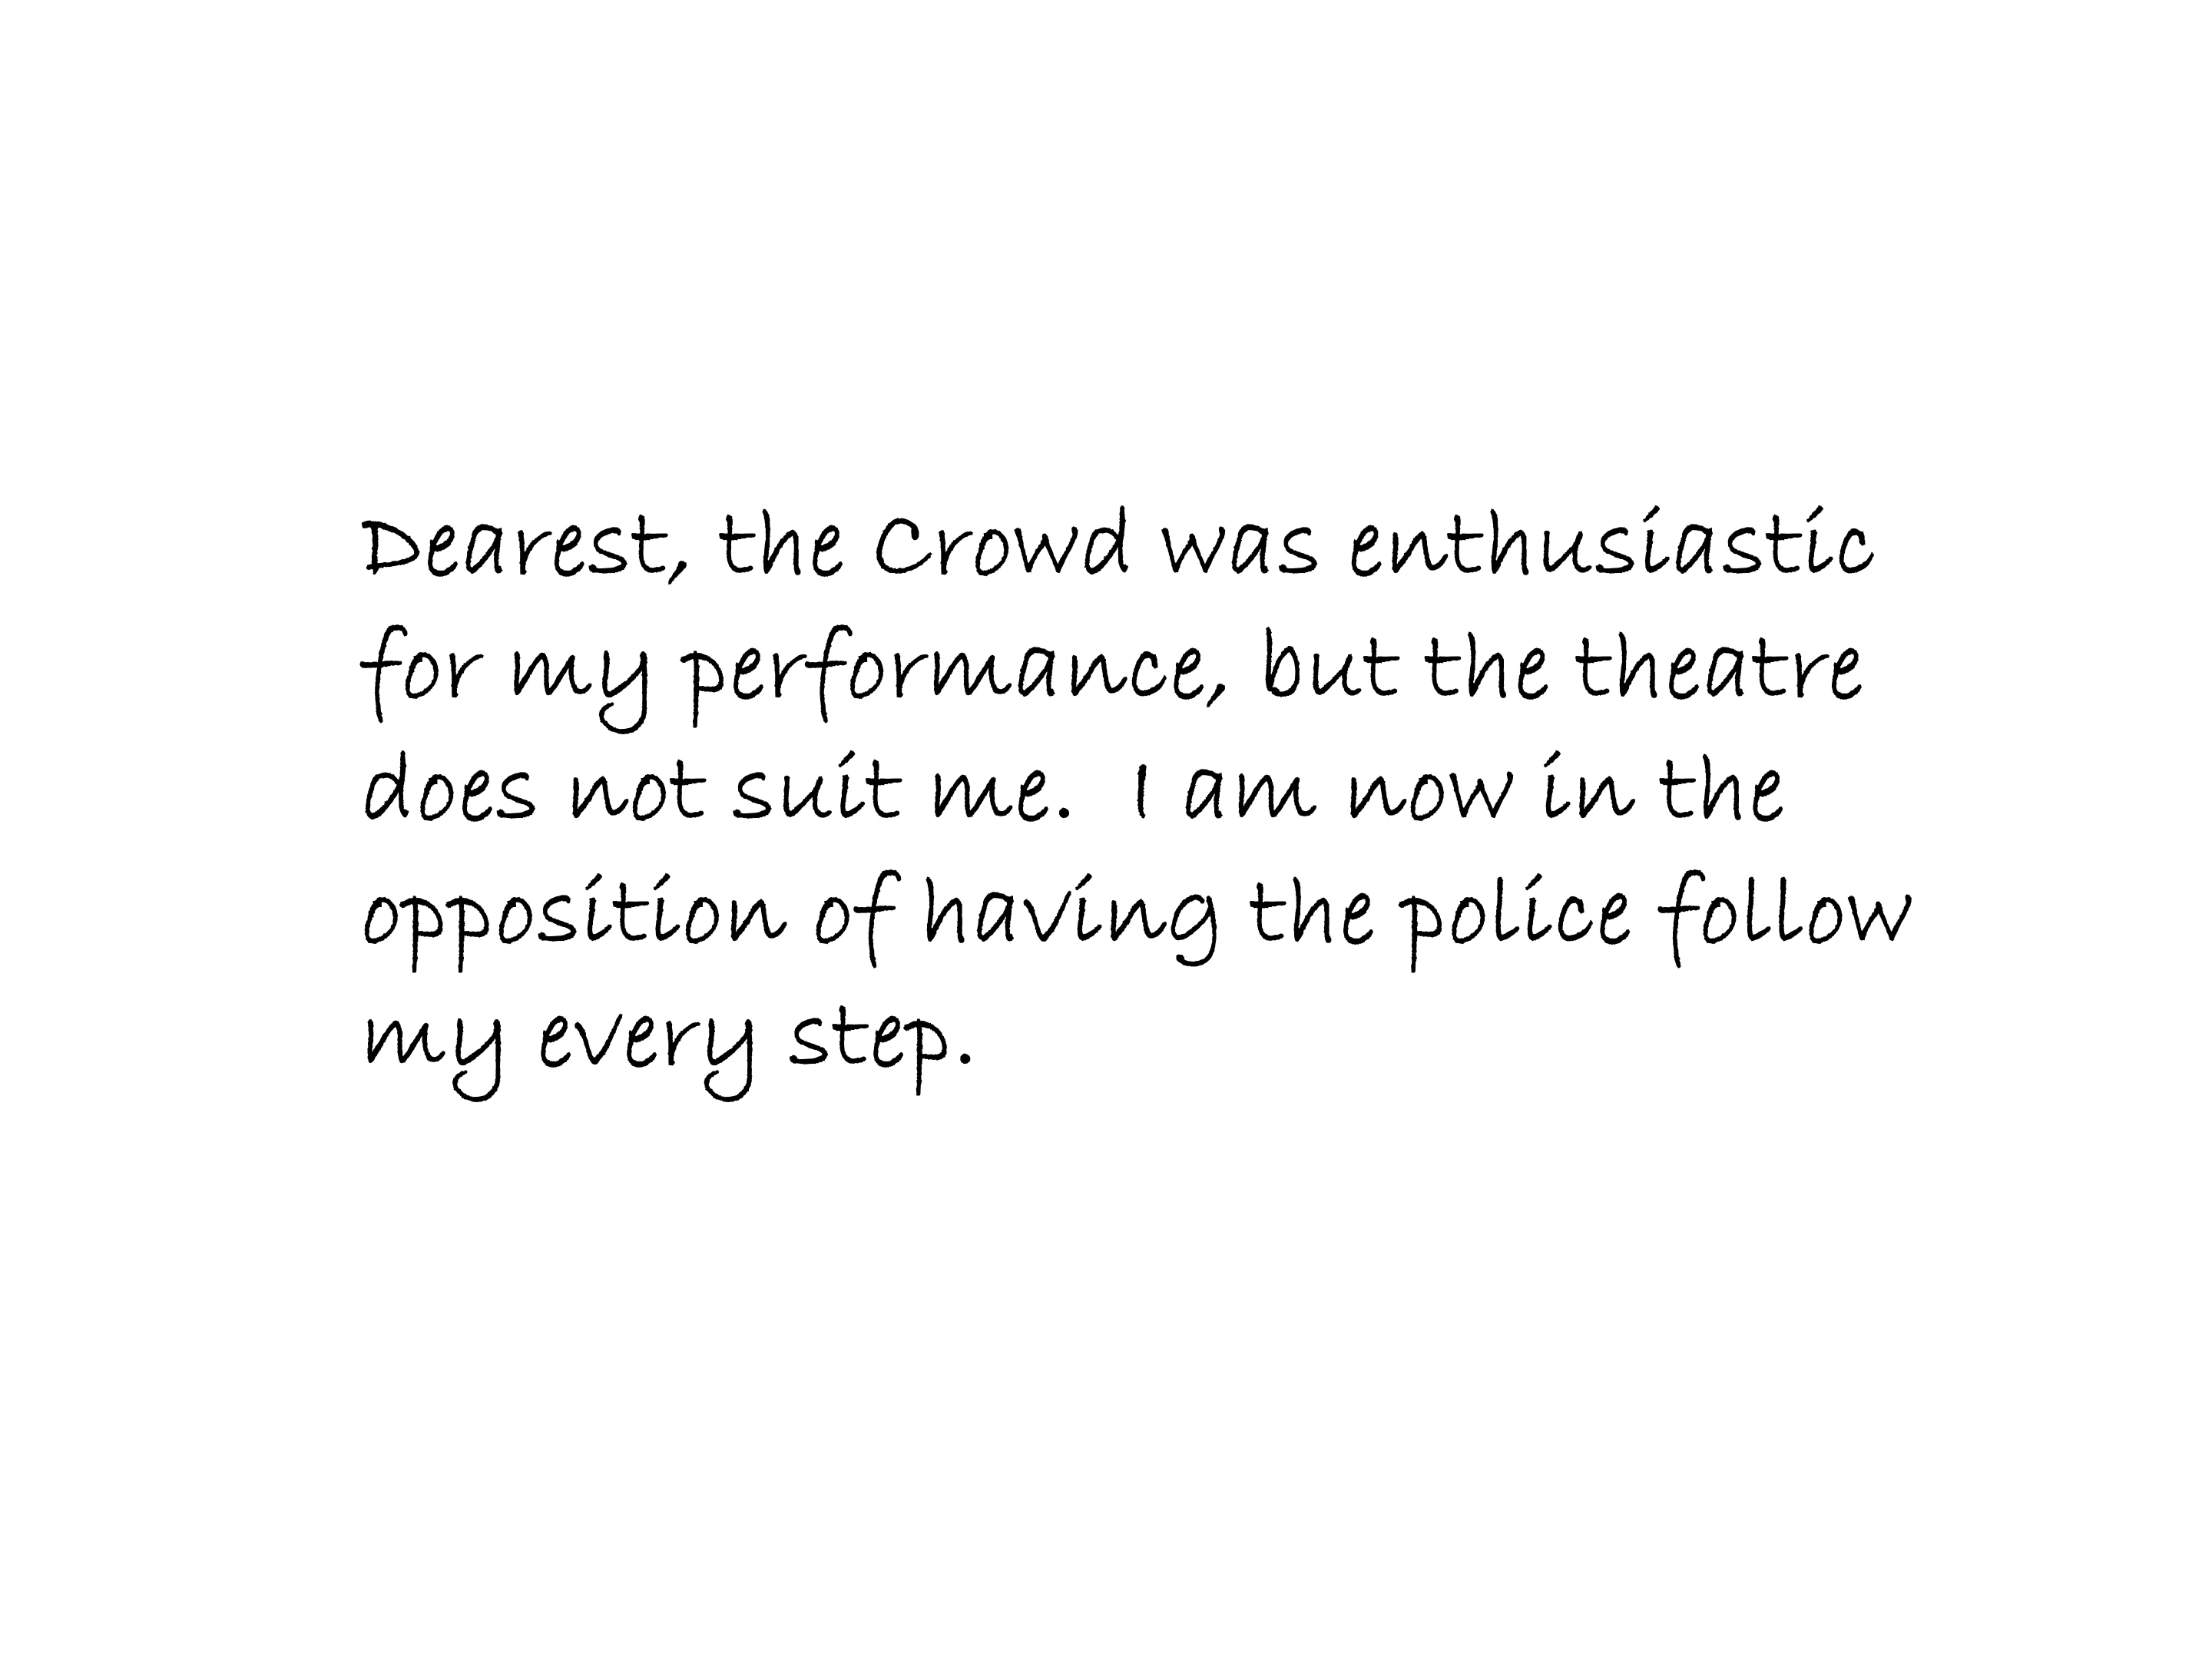 Dearest, the Crowd was enthusiastic
for my performance, but the theatre
does not suit me. I am now in the
opposition of having the police follow
my every step.